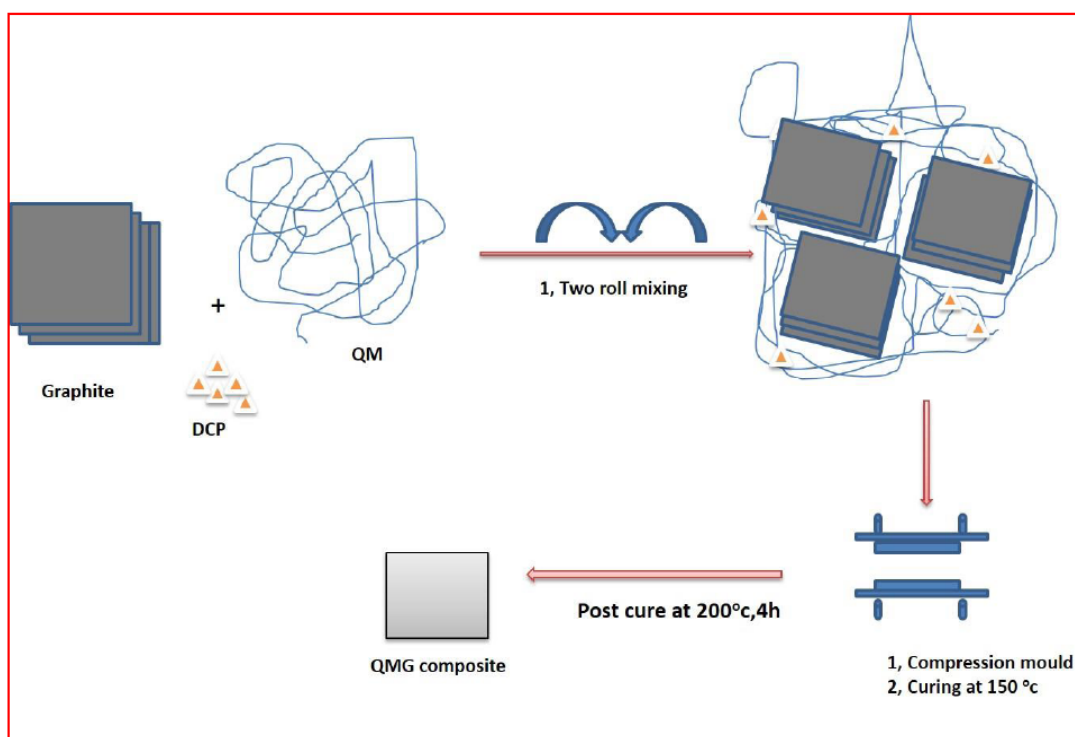 Graphite
+
DCP
QM
1, Two roll mixing
1, Compression mould
2, Curing at 150 °c
Post cure at 200°c,4h
QMG composite